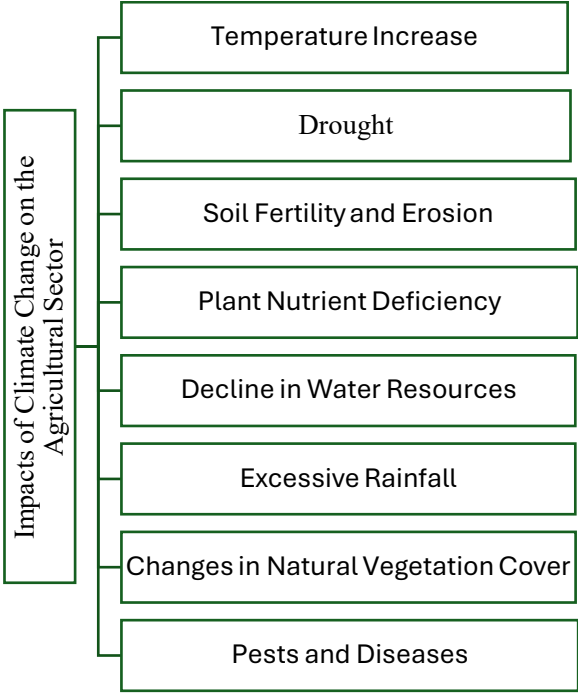 Impacts of Climate Change on the
Agricultural Sector
Temperature Increase
Drought
Soil Fertility and Erosion
Plant Nutrient Deficiency
Decline in Water Resources
Excessive Rainfall
Changes in Natural Vegetation Cover
Pests and Diseases